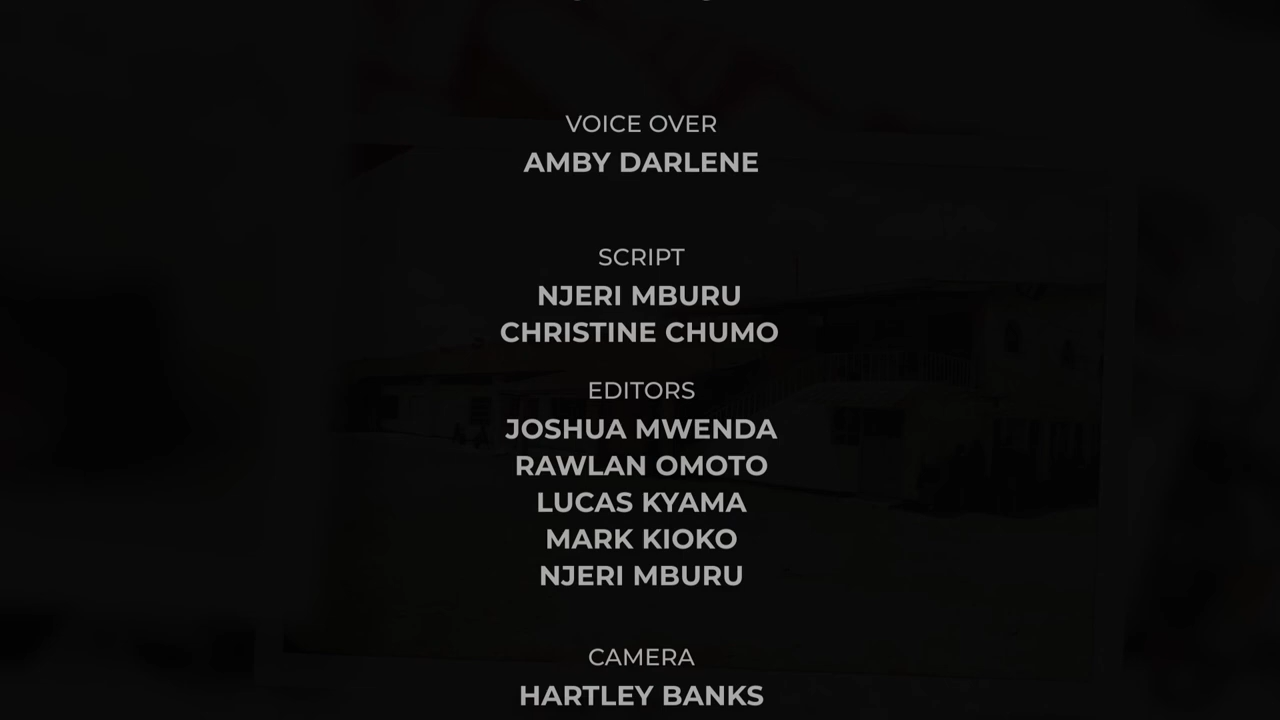 VOICE OVER
AMBY DARLENE
SCRIPT
NJERI MBURU
CHRISTINE CHUMO
EDITORS
JOSHUA MWENDA
RAWLAN OMOTO
LUCAS KYAMA
MARK KIOKO
NJERI MBURU
CAMERA
HARTLEY BANKS